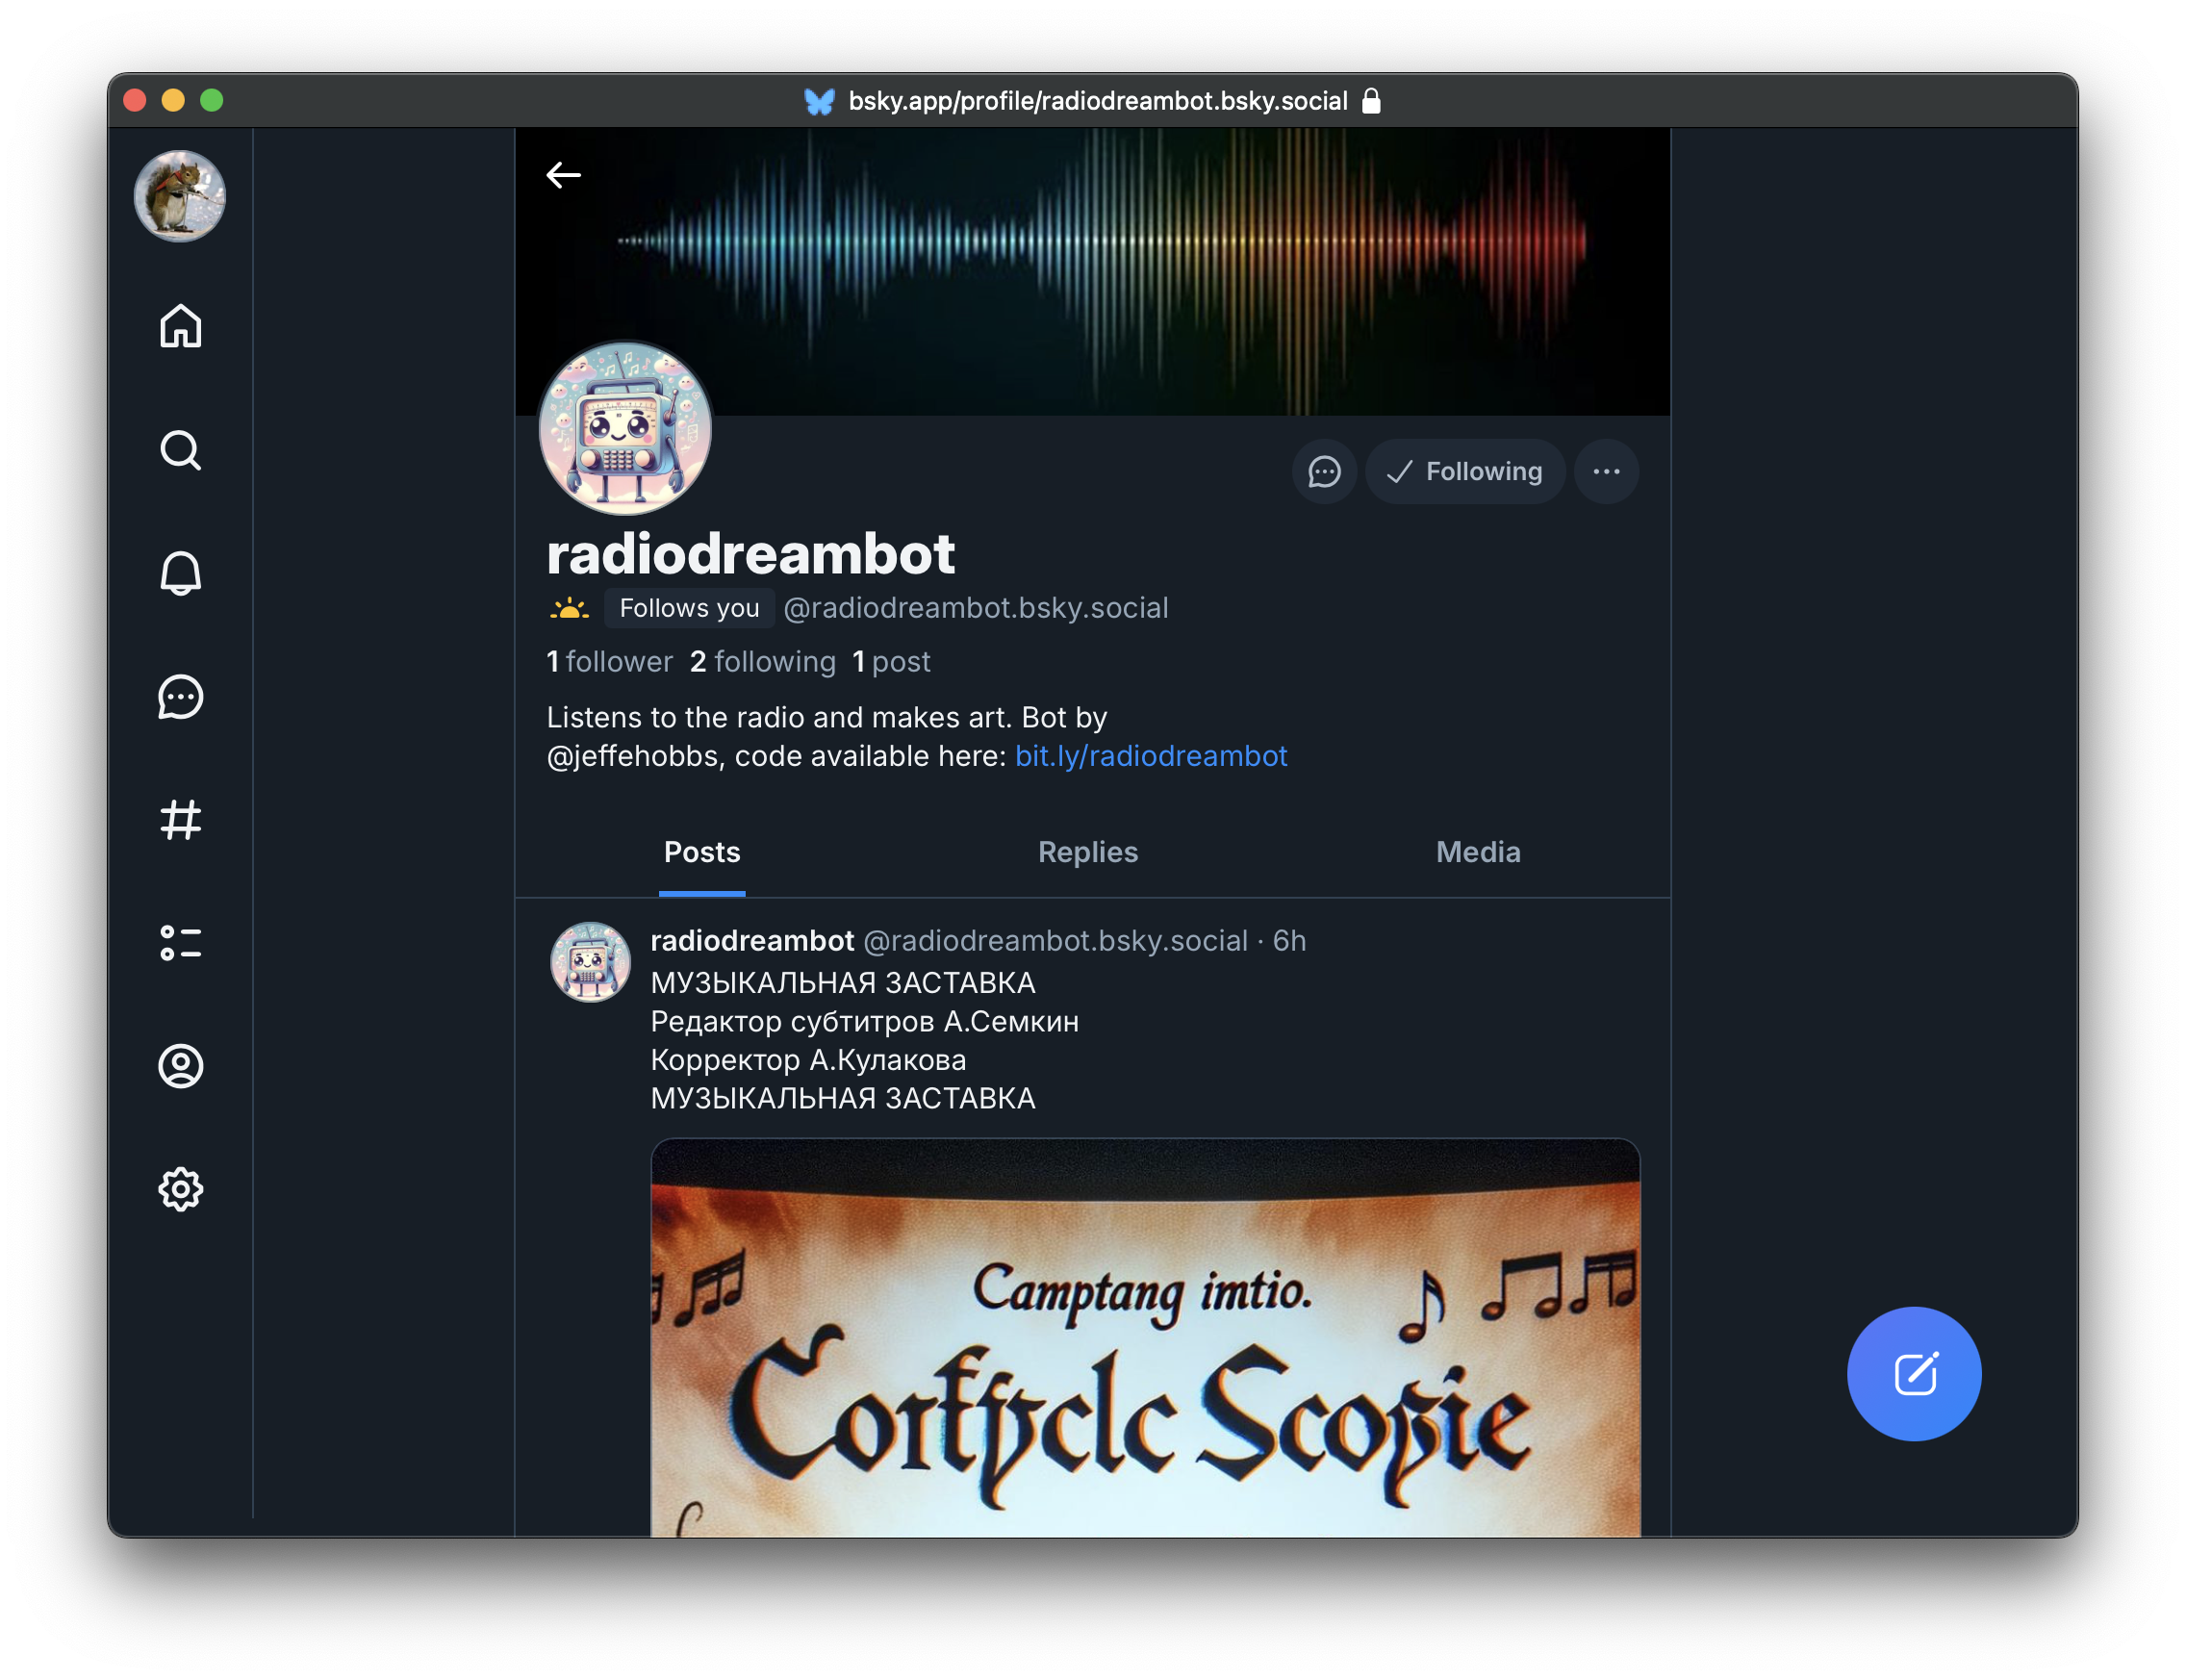 bsky.app/profile/radiodreambot.bsky.social
Following
radiodreambot
Follows you @radiodreambot.bsky.social
1 follower 2 following 1 post
Listens to the radio and makes art. Bot by
@jeffehobbs, code available here: bit.ly/radiodreambot
Posts Replies Media
radiodreambot @radiodreambot.bsky.social · 6h
МУЗЫКАЛЬНАЯ ЗАСТАВКА
Редактор субтитров А.Семкин
Корректор А.Кулакова
МУЗЫКАЛЬНАЯ ЗАСТАВКА
Camptang imtio.